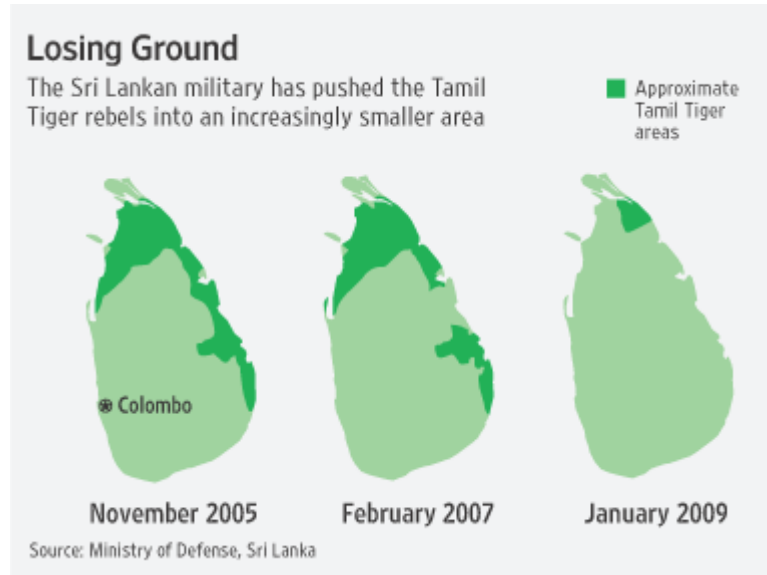 Losing Ground
The Sri Lankan military has pushed the Tamil
Tiger rebels into an increasingly smaller area
Approximate
Tamil Tiger
areas
Colombo
November 2005
February 2007
January 2009
Source: Ministry of Defense, Sri Lanka